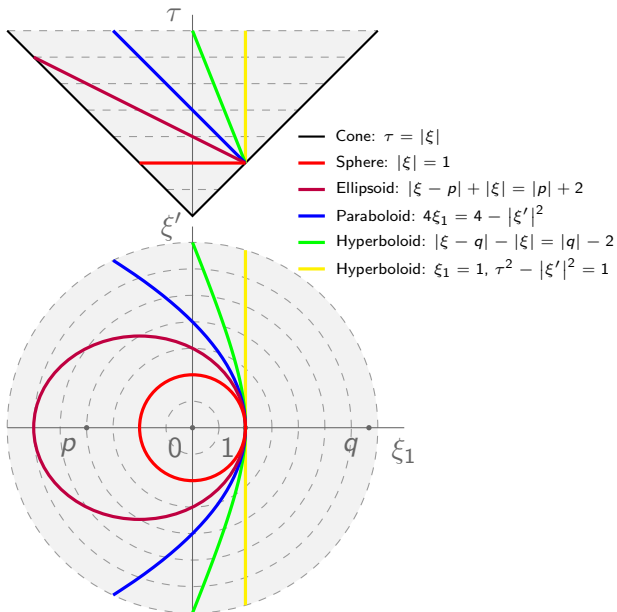 τ
Cone: τ = |ξ|
Sphere: |ξ| = 1
Ellipsoid: |ξ − p| + |ξ| = |p| + 2
Paraboloid: 4ξ₁ = 4 − |ξ′|²
Hyperboloid: |ξ − q| − |ξ| = |q| − 2
Hyperboloid: ξ₁ = 1, τ² − |ξ′|² = 1
ξ′
p 0 1 q ξ₁